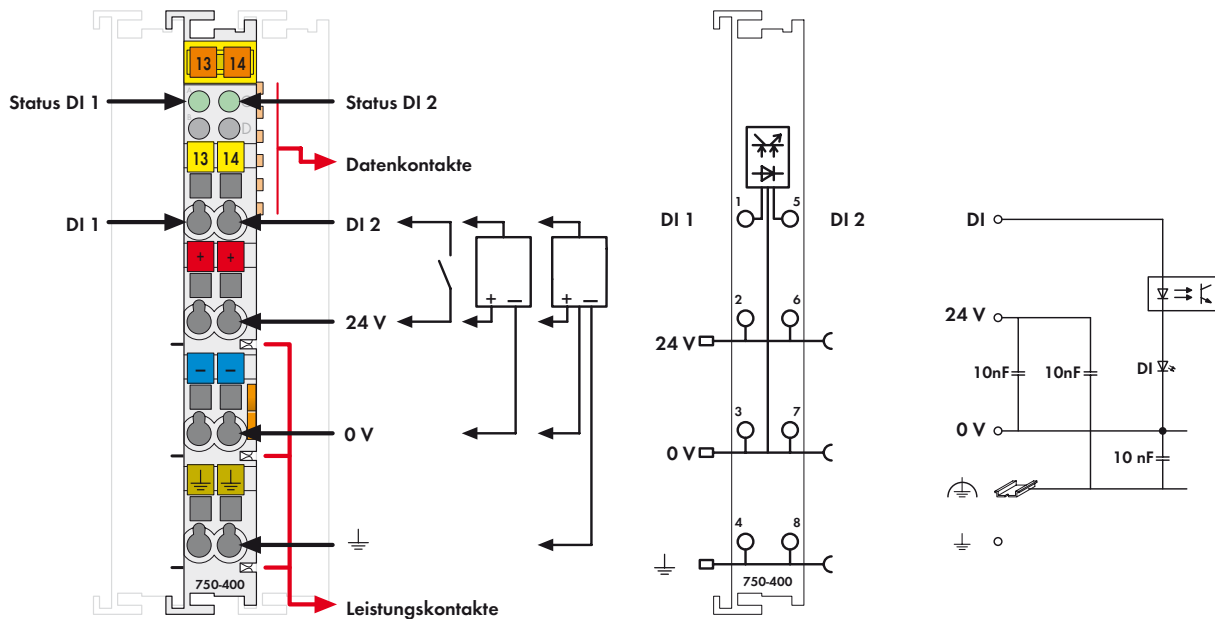 13 14
Status DI 1
Status DI 2
A C
B D
13 14
Datenkontakte
DI 1
DI 2
+ +
+ −
+ −
24 V
− −
0 V
750-400
Leistungskontakte
1 5
DI 1
DI 2
2 6
24 V
3 7
0 V
4 8
750-400
DI
24 V
10nF
10nF
DI
0 V
10 nF